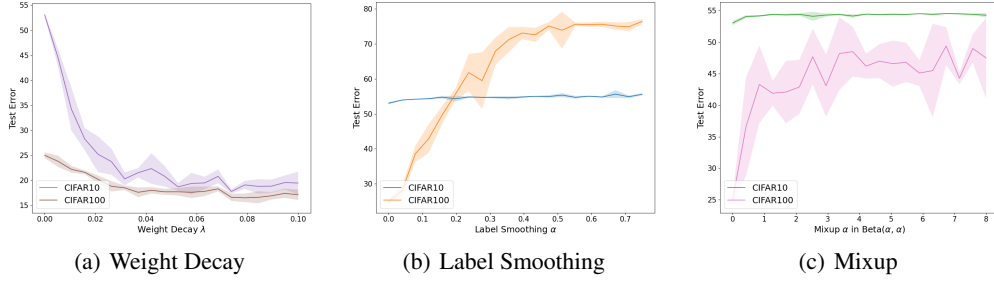 55
50
45
40
35
30
25
20
15
Test Error
CIFAR10
CIFAR100
0.00 0.02 0.04 0.06 0.08 0.10
Weight Decay λ
(a) Weight Decay
80
70
60
50
40
30
Test Error
CIFAR10
CIFAR100
0.0 0.1 0.2 0.3 0.4 0.5 0.6 0.7
Label Smoothing α
(b) Label Smoothing
55
50
45
40
35
30
25
Test Error
CIFAR10
CIFAR100
0 1 2 3 4 5 6 7 8
Mixup α in Beta(α, α)
(c) Mixup